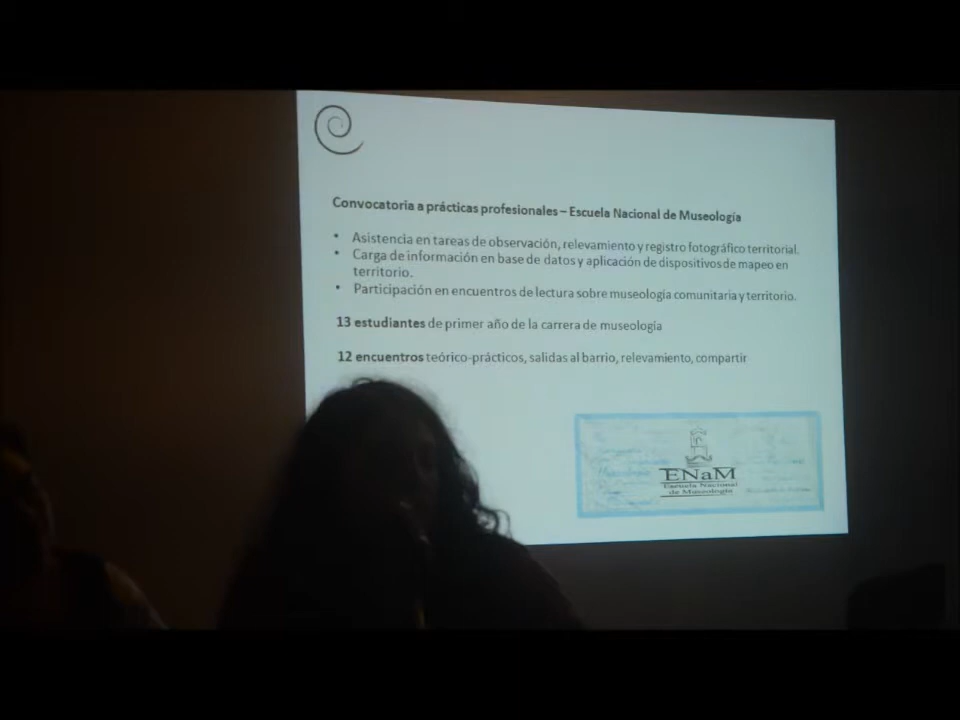 Convocatoria a prácticas profesionales – Escuela Nacional de Museología
• Asistencia en tareas de observación, relevamiento y registro fotográfico territorial.
• Carga de información en base de datos y aplicación de dispositivos de mapeo en
territorio.
• Participación en encuentros de lectura sobre museología comunitaria y territorio.
13 estudiantes de primer año de la carrera de museología
12 encuentros teórico-prácticos, salidas al barrio, relevamiento, compartir
ENaM
Escuela Nacional
de Museología